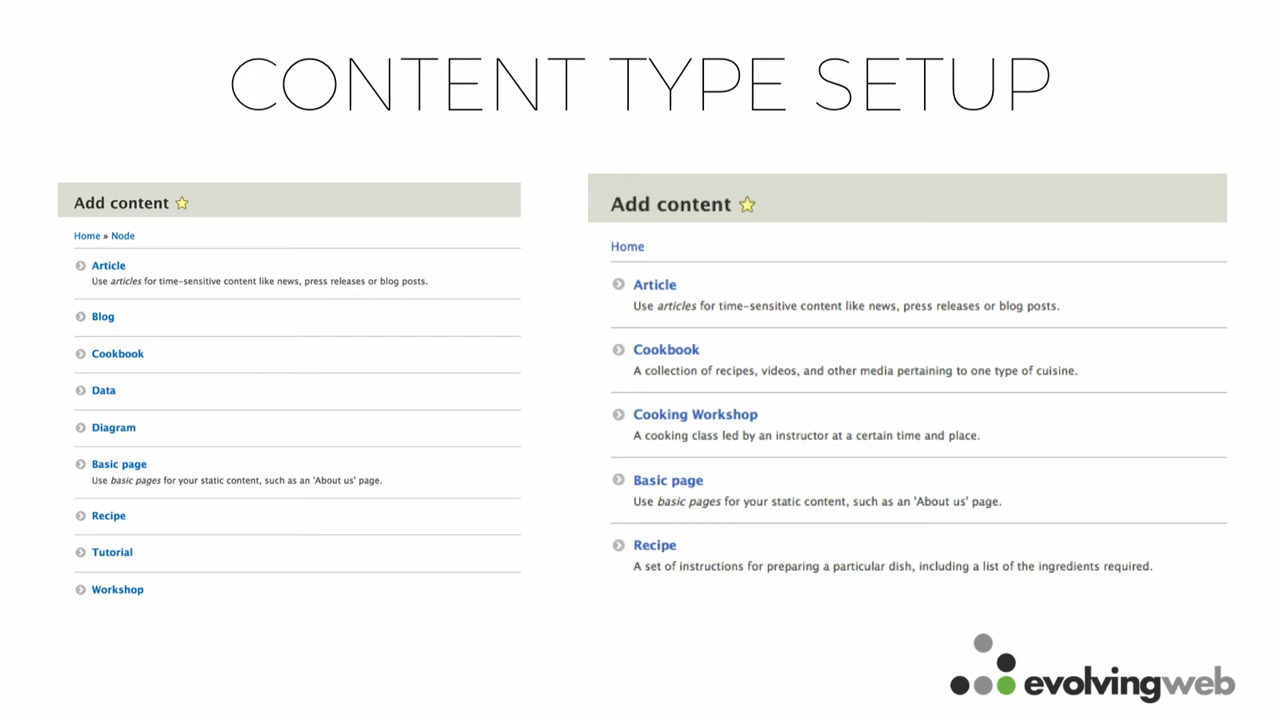 CONTENT TYPE SETUP
Add content
Home » Node
Article
Use articles for time-sensitive content like news, press releases or blog posts.
Blog
Cookbook
Data
Diagram
Basic page
Use basic pages for your static content, such as an 'About us' page.
Recipe
Tutorial
Workshop
Add content
Home
Article
Use articles for time-sensitive content like news, press releases or blog posts.
Cookbook
A collection of recipes, videos, and other media pertaining to one type of cuisine.
Cooking Workshop
A cooking class led by an instructor at a certain time and place.
Basic page
Use basic pages for your static content, such as an 'About us' page.
Recipe
A set of instructions for preparing a particular dish, including a list of the ingredients required.
evolvingweb